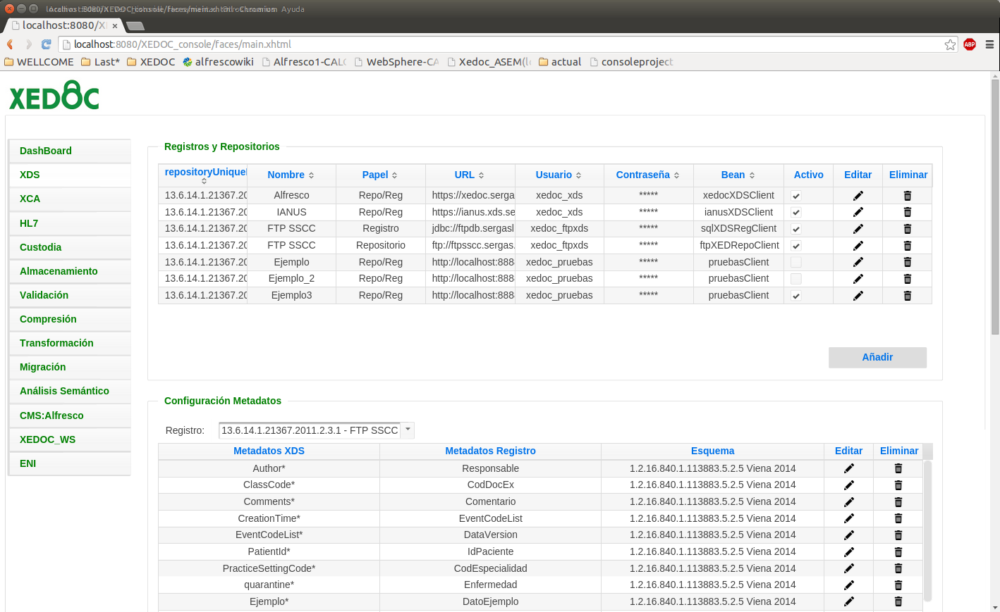 localhost:8080/X
localhost:8080/XEDOC_console/faces/main.xhtml
ABP
WELLCOME Last* XEDOC alfrescowiki Alfresco1-CALC WebSphere-CA Xedoc_ASEM(lo actual consoleproject
XEDOC
DashBoard
XDS
XCA
HL7
Custodia
Almacenamiento
Validación
Compresión
Transformación
Migración
Análisis Semántico
CMS:Alfresco
XEDOC_WS
ENI
Registros y Repositorios
repositoryUniqueI Nombre Papel URL Usuario Contraseña Bean Activo Editar Eliminar
13.6.14.1.21367.20 Alfresco Repo/Reg https://xedoc.sergas xedoc_xds ***** xedocXDSClient
13.6.14.1.21367.20 IANUS Repo/Reg https://ianus.xds.se xedoc_xds ***** ianusXDSClient
13.6.14.1.21367.20 FTP SSCC Registro jdbc://ftpdb.sergasl xedoc_ftpxds ***** sqlXDSRegClient
13.6.14.1.21367.20 FTP SSCC Repositorio ftp://ftpsscc.sergas. xedoc_ftpxds ***** ftpXEDRepoClient
13.6.14.1.21367.20 Ejemplo Repo/Reg http://localhost:888 xedoc_pruebas ***** pruebasClient
13.6.14.1.21367.20 Ejemplo_2 Repo/Reg http://localhost:888 xedoc_pruebas ***** pruebasClient
13.6.14.1.21367.20 Ejemplo3 Repo/Reg http://localhost:888 xedoc_pruebas ***** pruebasClient
Añadir
Configuración Metadatos
Registro: 13.6.14.1.21367.2011.2.3.1 - FTP SSCC
Metadatos XDS Metadatos Registro Esquema Editar Eliminar
Author* Responsable 1.2.16.840.1.113883.5.2.5 Viena 2014
ClassCode* CodDocEx 1.2.16.840.1.113883.5.2.5 Viena 2014
Comments* Comentario 1.2.16.840.1.113883.5.2.5 Viena 2014
CreationTime* EventCodeList 1.2.16.840.1.113883.5.2.5 Viena 2014
EventCodeList* DataVersion 1.2.16.840.1.113883.5.2.5 Viena 2014
PatientId* IdPaciente 1.2.16.840.1.113883.5.2.5 Viena 2014
PracticeSettingCode* CodEspecialidad 1.2.16.840.1.113883.5.2.5 Viena 2014
quarantine* Enfermedad 1.2.16.840.1.113883.5.2.5 Viena 2014
Ejemplo* DatoEjemplo 1.2.16.840.1.113883.5.2.5 Viena 2014